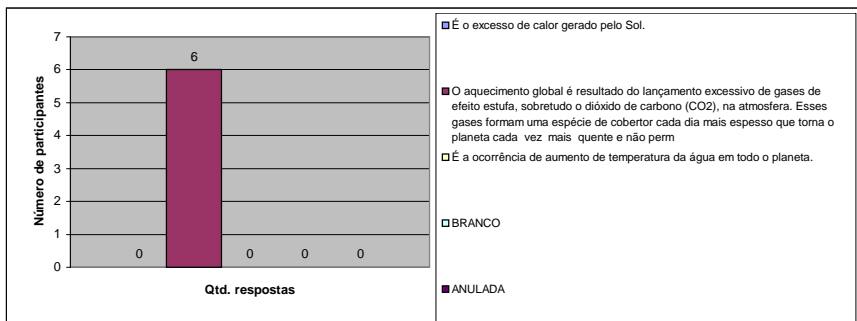 7
6
5
4
3
2
1
0
Número de participantes
0
6
0
0
0
Qtd. respostas
É o excesso de calor gerado pelo Sol.
O aquecimento global é resultado do lançamento excessivo de gases de
efeito estufa, sobretudo o dióxido de carbono (CO2), na atmosfera. Esses
gases formam uma espécie de cobertor cada dia mais espesso que torna o
planeta cada vez mais quente e não perm
É a ocorrência de aumento de temperatura da água em todo o planeta.
BRANCO
ANULADA